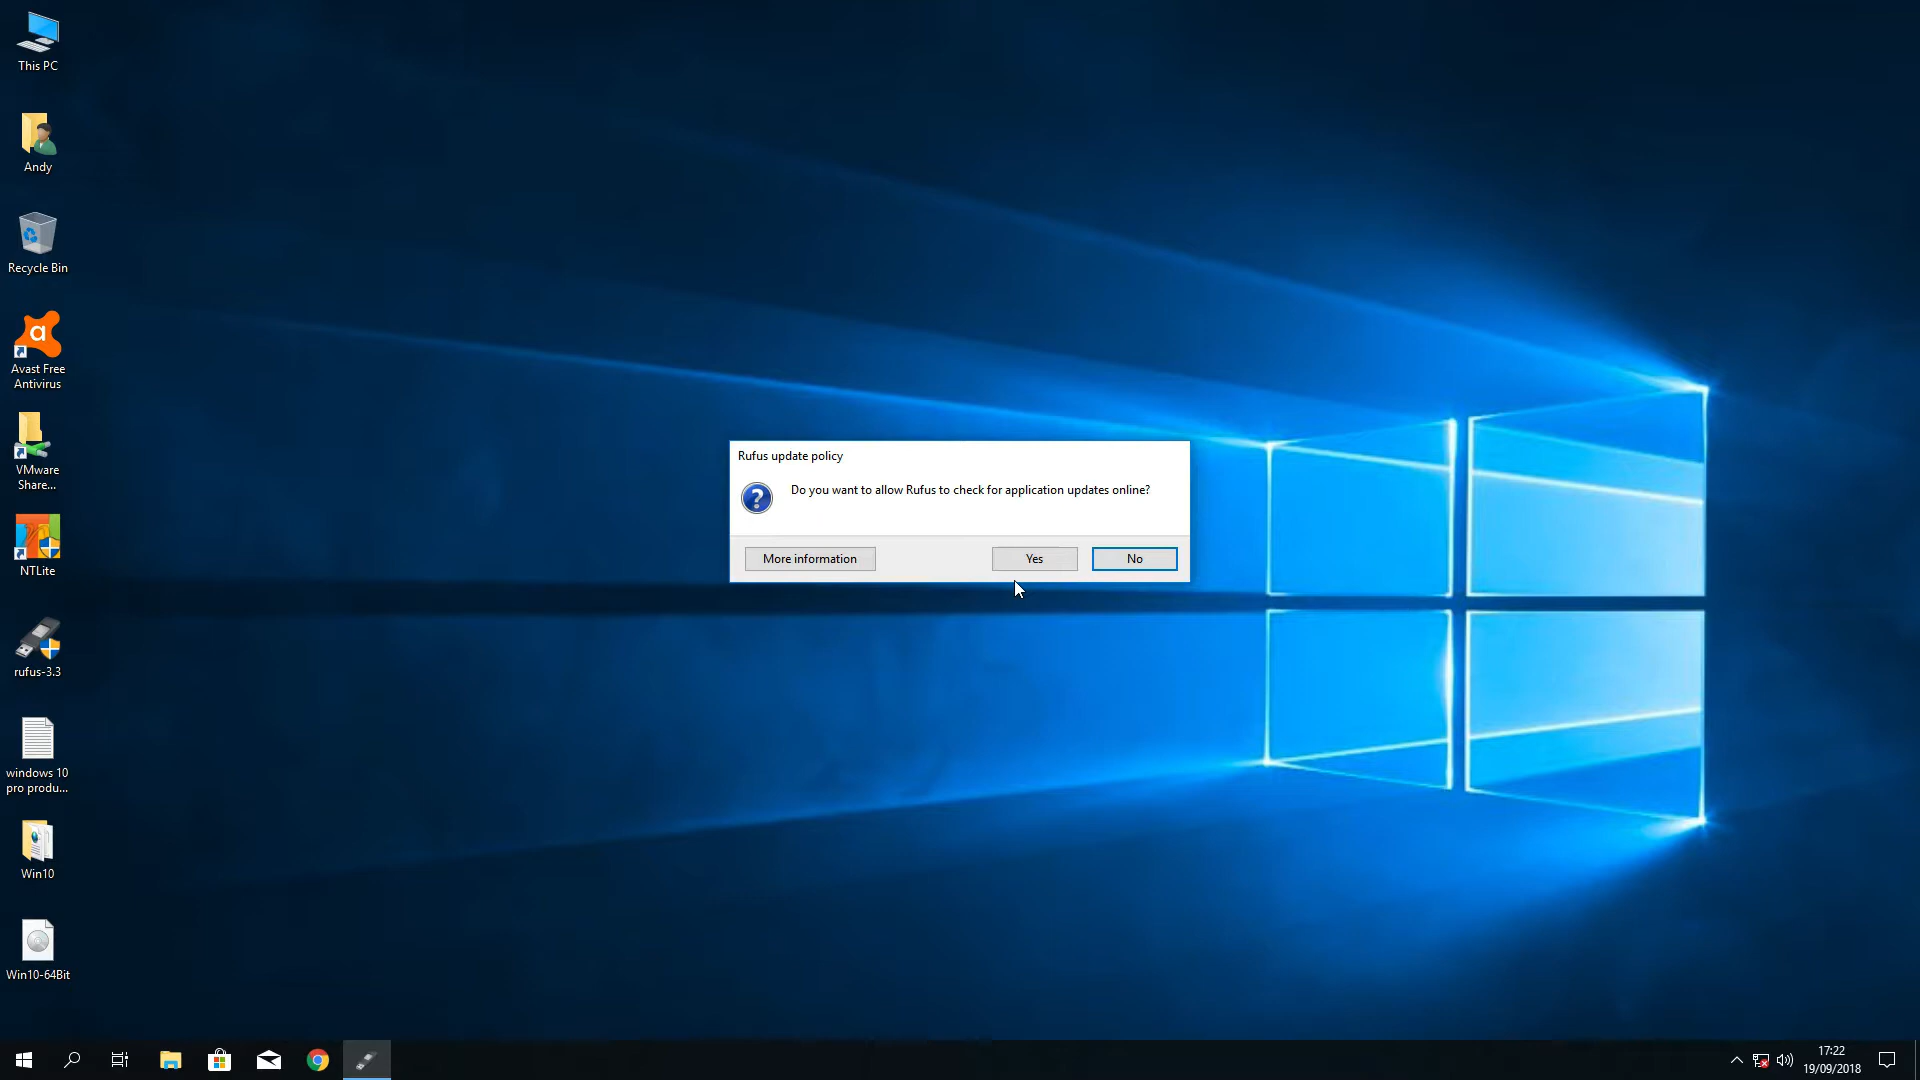 This PC
Andy
Recycle Bin
Avast Free
Antivirus
VMware
Share...
NTLite
rufus-3.3
windows 10
pro produ...
Win10
Win10-64Bit
Rufus update policy
Do you want to allow Rufus to check for application updates online?
More information
Yes
No
17:22
19/09/2018